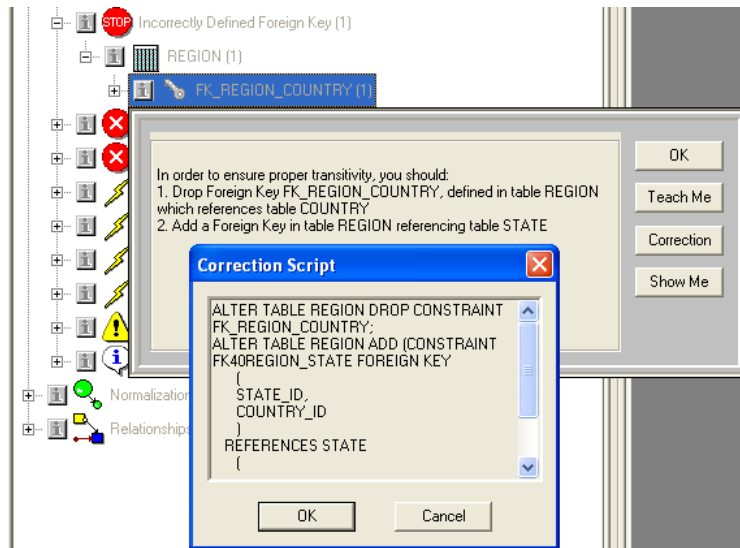 STOP Incorrectly Defined Foreign Key (1)
REGION (1)
FK_REGION_COUNTRY (1)
In order to ensure proper transitivity, you should:
1. Drop Foreign Key FK_REGION_COUNTRY, defined in table REGION
which references table COUNTRY
2. Add a Foreign Key in table REGION referencing table STATE
OK
Teach Me
Correction
Show Me
Correction Script
ALTER TABLE REGION DROP CONSTRAINT
FK_REGION_COUNTRY;
ALTER TABLE REGION ADD (CONSTRAINT
FK40REGION_STATE FOREIGN KEY
(
STATE_ID,
COUNTRY_ID
)
REFERENCES STATE
(
OK
Cancel
Normalization
Relationships